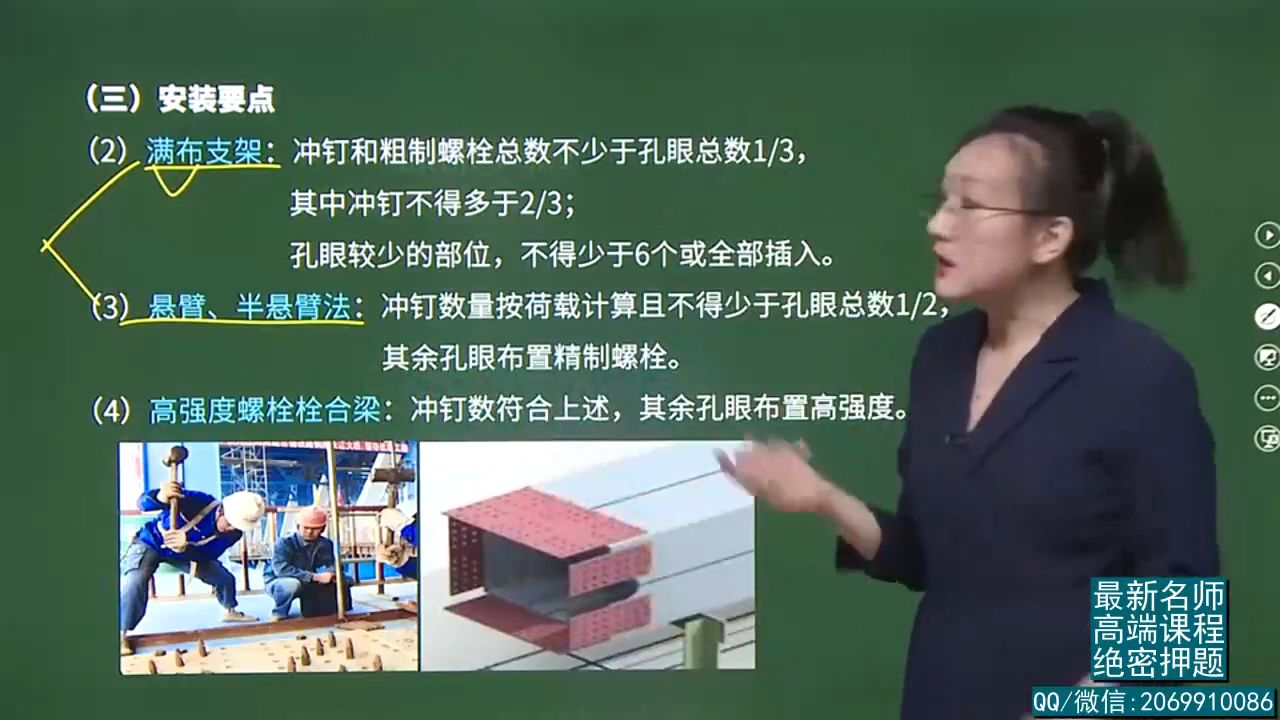 （三）安装要点
（2）满布支架：冲钉和粗制螺栓总数不少于孔眼总数1/3，
其中冲钉不得多于2/3；
孔眼较少的部位，不得少于6个或全部插入。
（3）悬臂、半悬臂法：冲钉数量按荷载计算且不得少于孔眼总数1/2，
其余孔眼布置精制螺栓。
（4）高强度螺栓栓合梁：冲钉数符合上述，其余孔眼布置高强度。
最新名师
高端课程
绝密押题
QQ/微信:2069910086